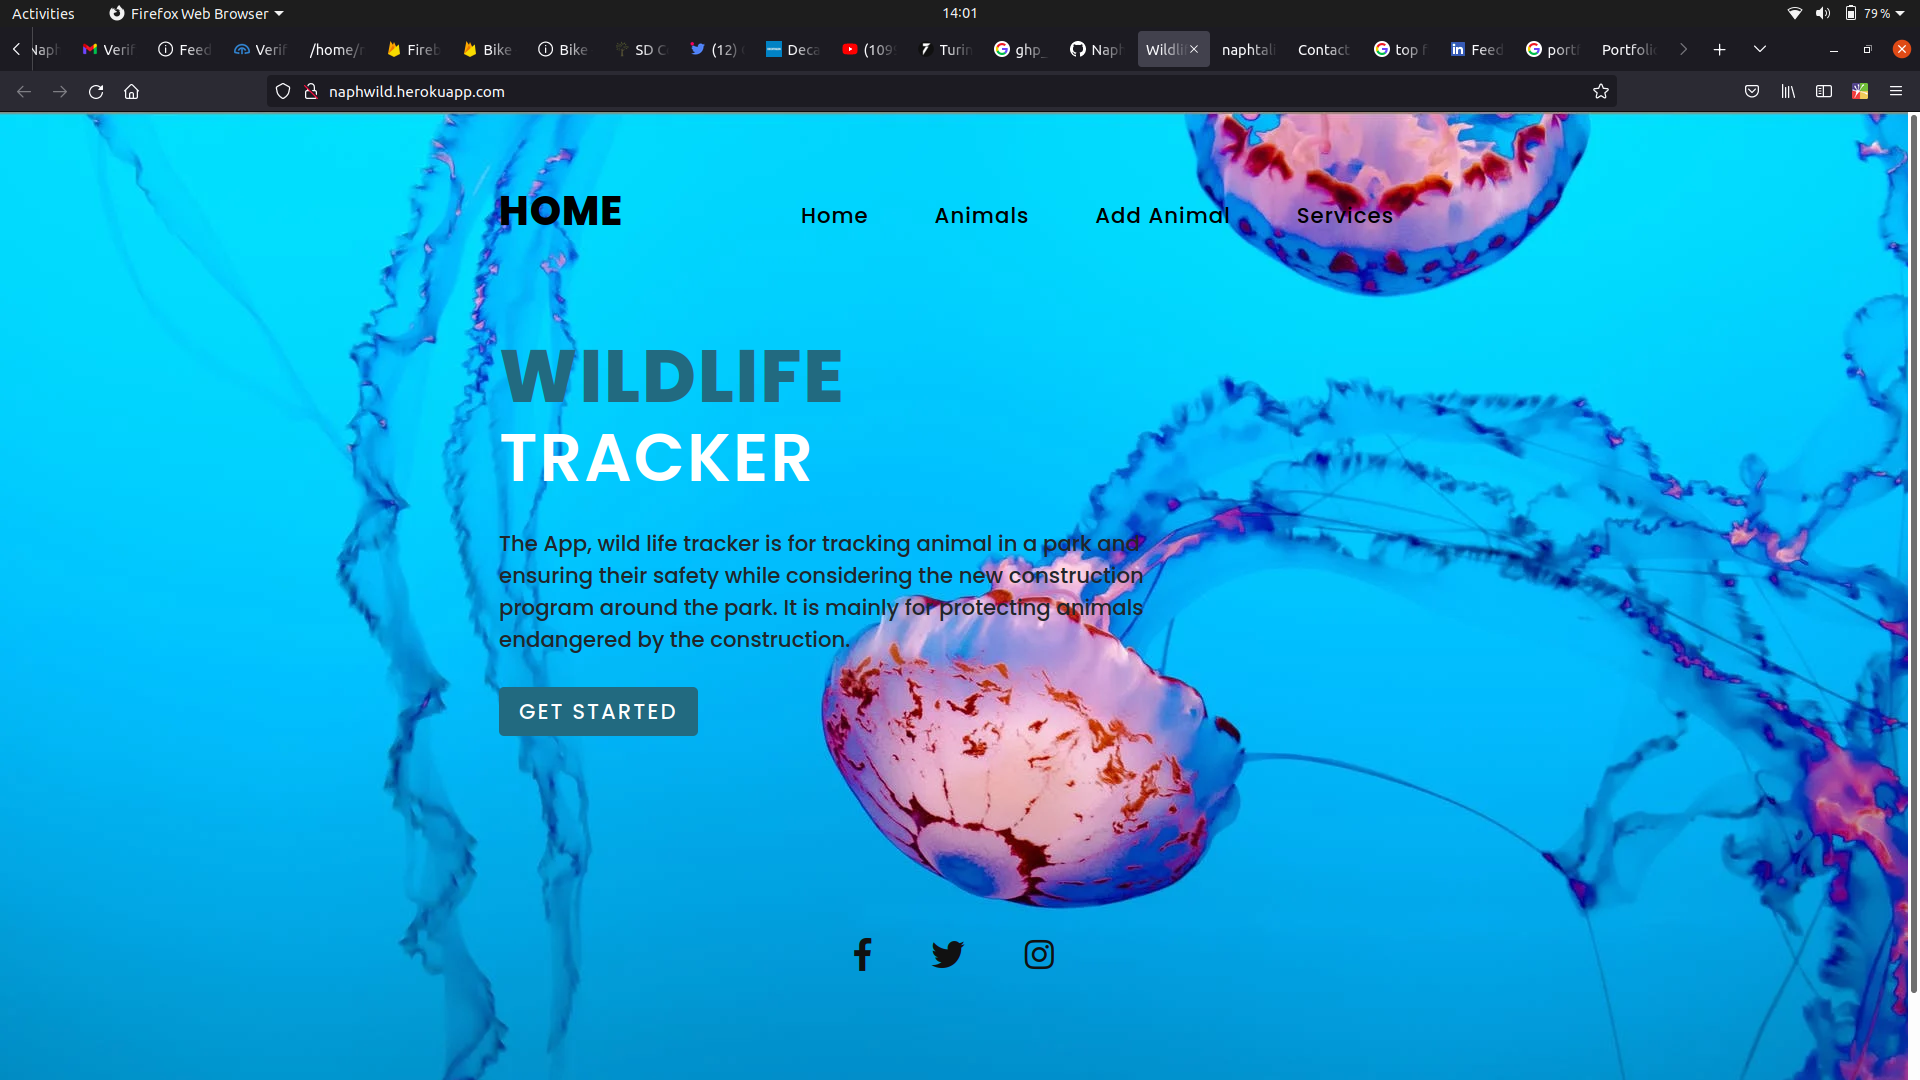 Activities Firefox Web Browser 14:01 79 %
Naph Verif Feed Verif /home/r Fireb Bike Bike SD C (12) Deca (109 Turin ghp_ Naph Wildli naphtali Contact top f Feed portf Portfolio
naphwild.herokuapp.com
HOME Home Animals Add Animal Services
WILDLIFE
TRACKER
The App, wild life tracker is for tracking animal in a park and
ensuring their safety while considering the new construction
program around the park. It is mainly for protecting animals
endangered by the construction.
GET STARTED